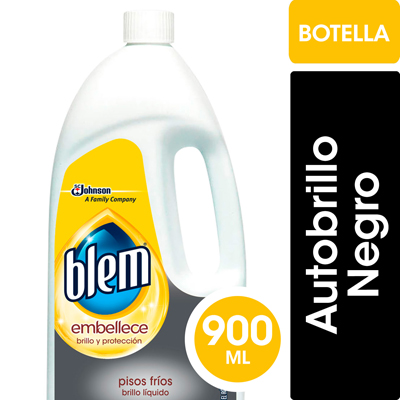 BOTELLA
Autobrillo
Negro
SC Johnson
A Family Company
blem
embellece
brillo y protección
900
ML
pisos fríos
brillo líquido